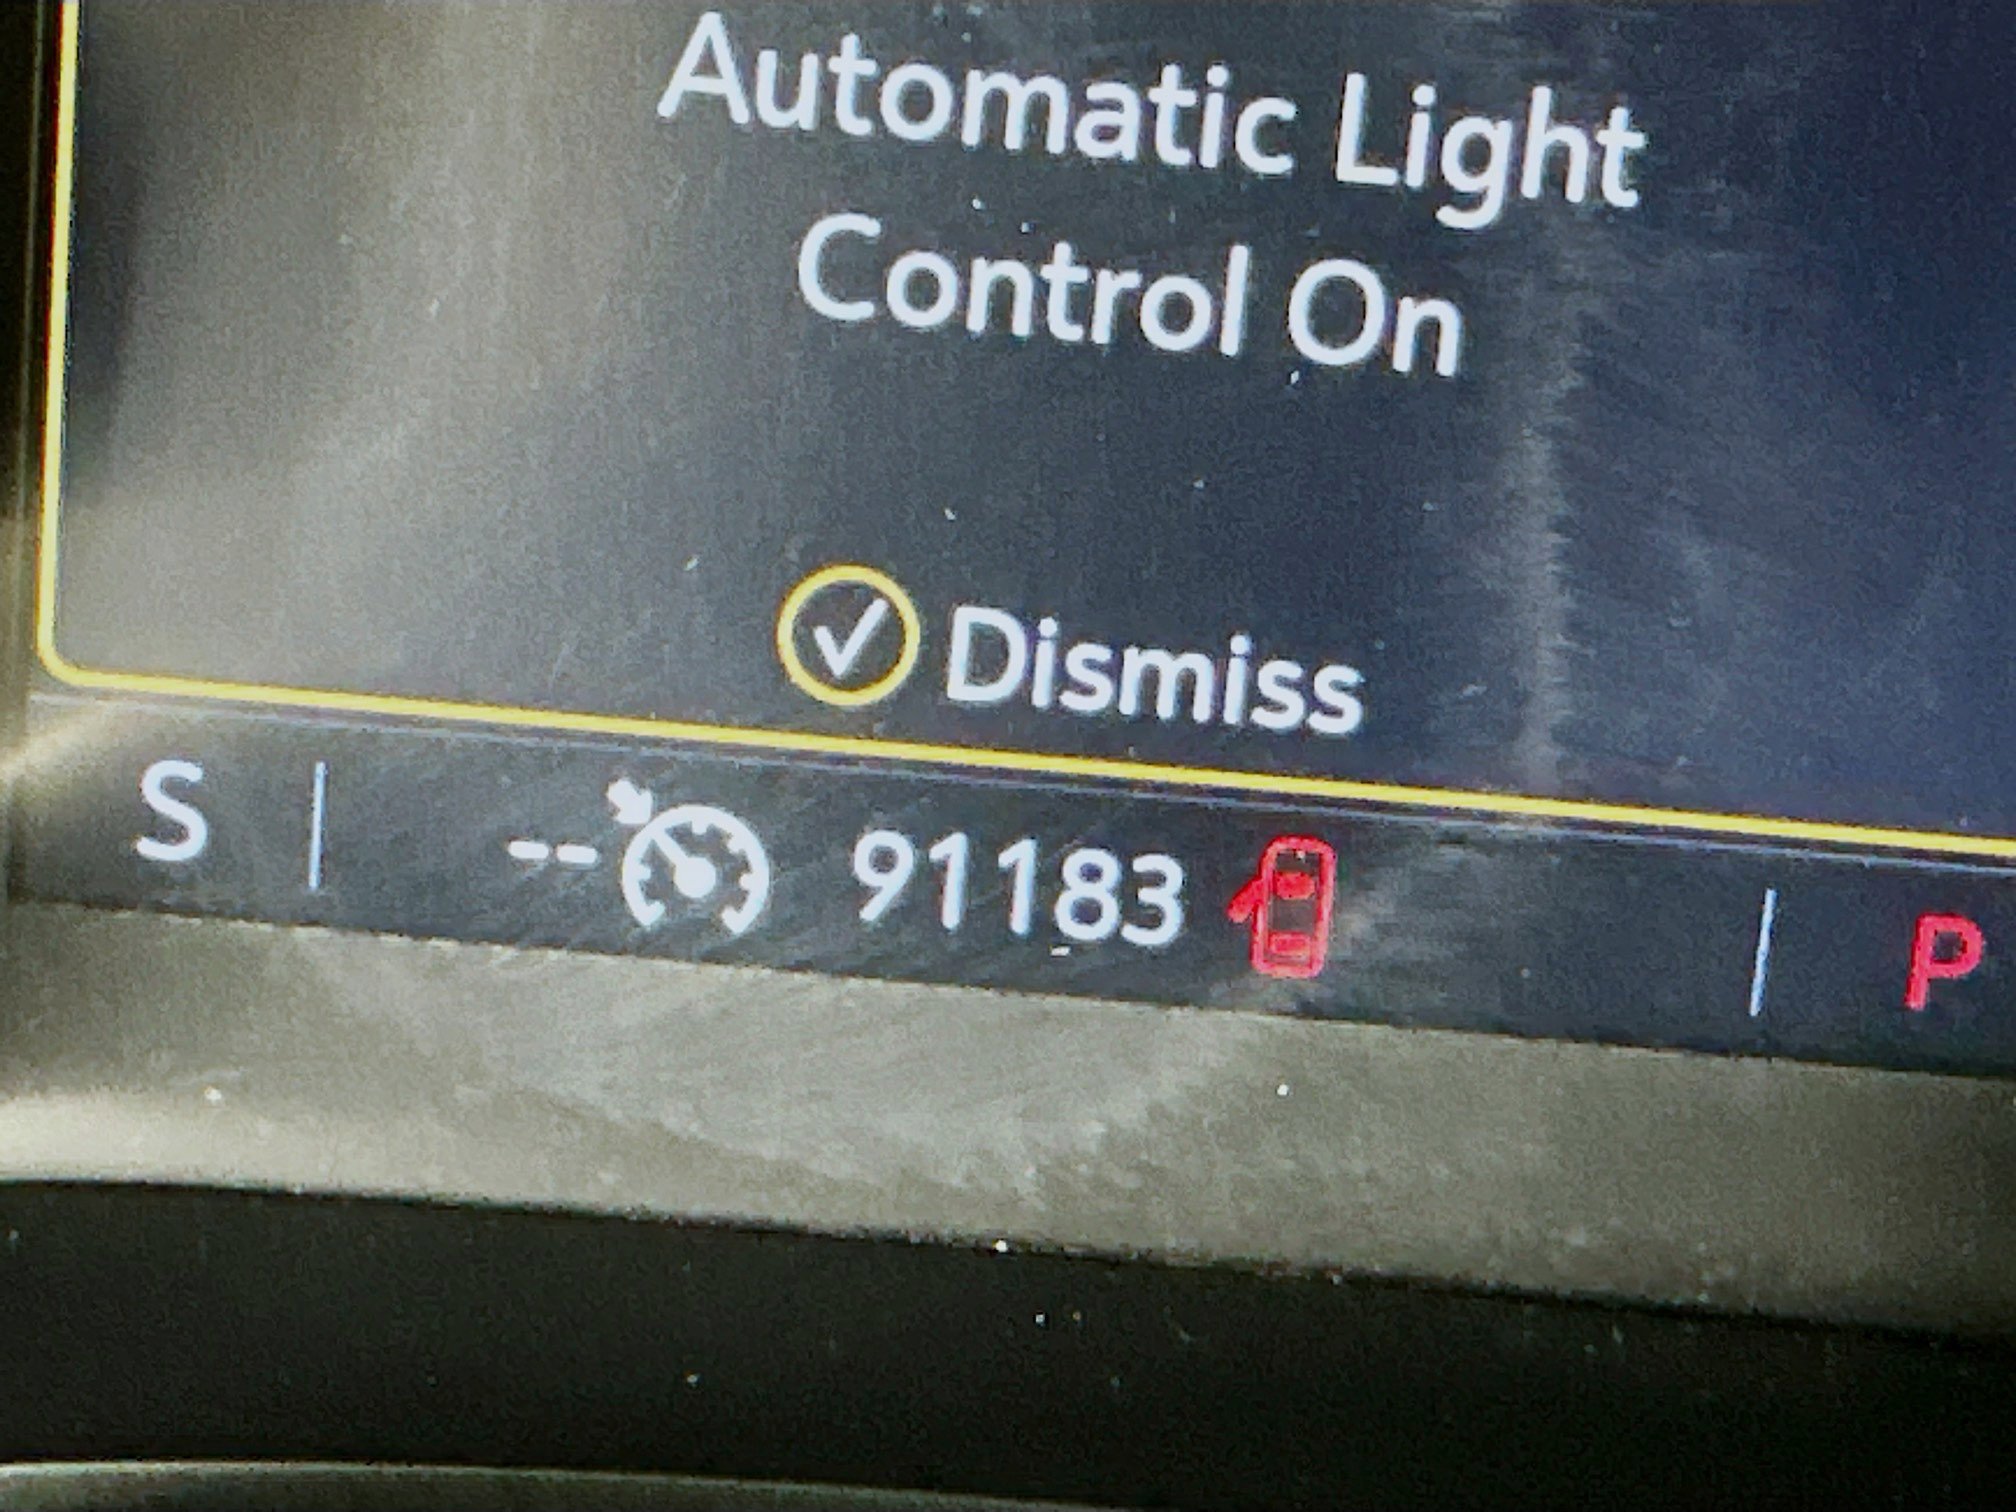 Automatic Light
Control On
Dismiss
S -- 91183 P